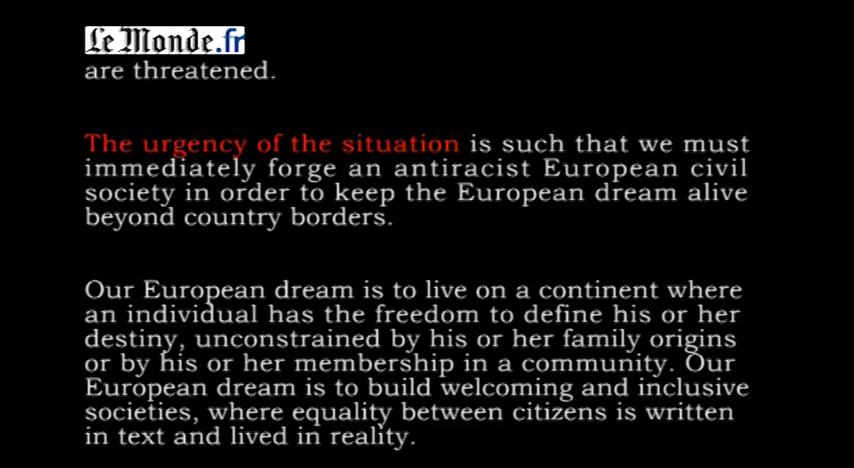 Le Monde.fr
are threatened.
The urgency of the situation is such that we must
immediately forge an antiracist European civil
society in order to keep the European dream alive
beyond country borders.
Our European dream is to live on a continent where
an individual has the freedom to define his or her
destiny, unconstrained by his or her family origins
or by his or her membership in a community. Our
European dream is to build welcoming and inclusive
societies, where equality between citizens is written
in text and lived in reality.